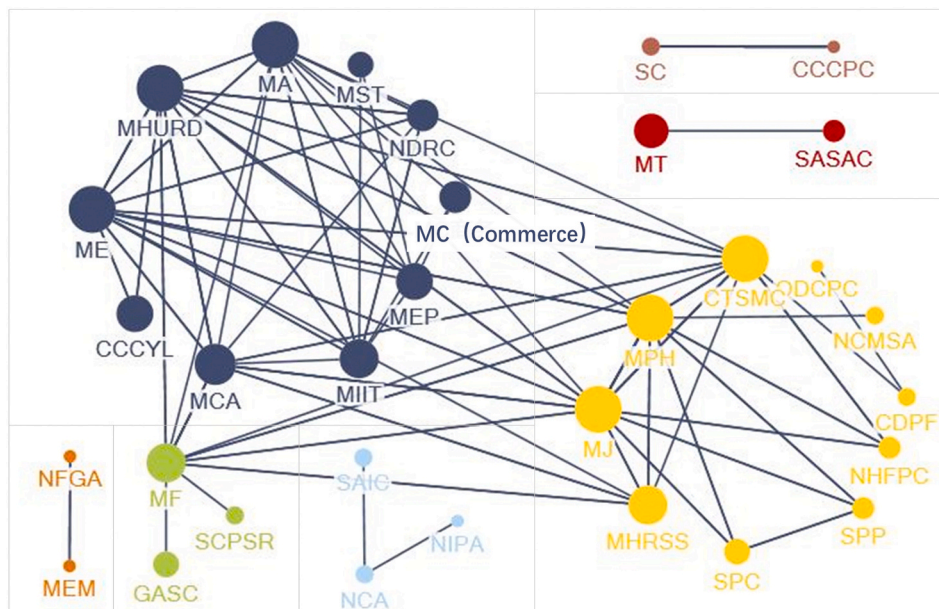 MA
MST
MHURD
NDRC
SC
CCCPC
MT
SASAC
ME
MC（Commerce）
MEP
CTSMC
ODCPC
NCMSA
MPH
CCCYL
MCA
MIIT
CDPF
MJ
NHFPC
NFGA
MF
SAIC
SCPSR
NIPA
MHRSS
SPP
SPC
MEM
GASC
NCA